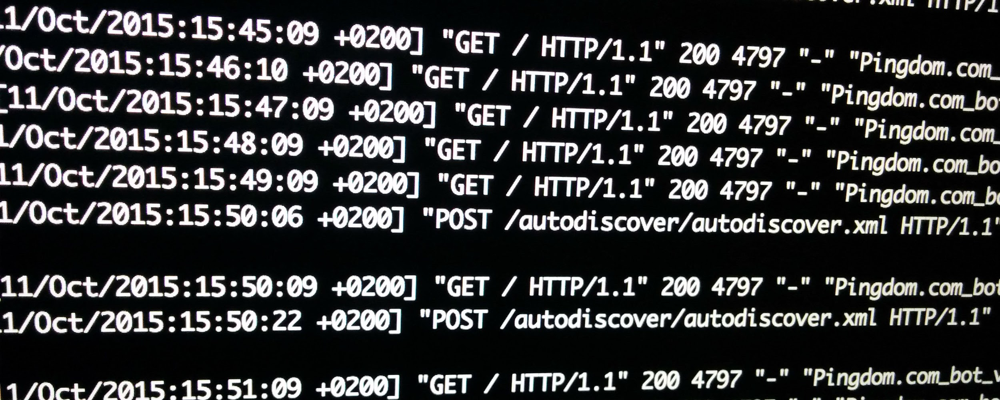 .xml HTTP/1
1/Oct/2015:15:45:09 +0200] "GET / HTTP/1.1" 200 4797 "-" "Pingdom.com_
/Oct/2015:15:46:10 +0200] "GET / HTTP/1.1" 200 4797 "-" "Pingdom.com_bo
[11/Oct/2015:15:47:09 +0200] "GET / HTTP/1.1" 200 4797 "-" "Pingdom.com_
1/Oct/2015:15:48:09 +0200] "GET / HTTP/1.1" 200 4797 "-" "Pingdom.com_bo
11/Oct/2015:15:49:09 +0200] "GET / HTTP/1.1" 200 4797 "-" "Pingdom.com_bo
1/Oct/2015:15:50:06 +0200] "POST /autodiscover/autodiscover.xml HTTP/1.1"
11/Oct/2015:15:50:09 +0200] "GET / HTTP/1.1" 200 4797 "-" "Pingdom.com_bot
1/Oct/2015:15:50:22 +0200] "POST /autodiscover/autodiscover.xml HTTP/1.1"
1/Oct/2015:15:51:09 +0200] "GET / HTTP/1.1" 200 4797 "-" "Pingdom.com_bot_v